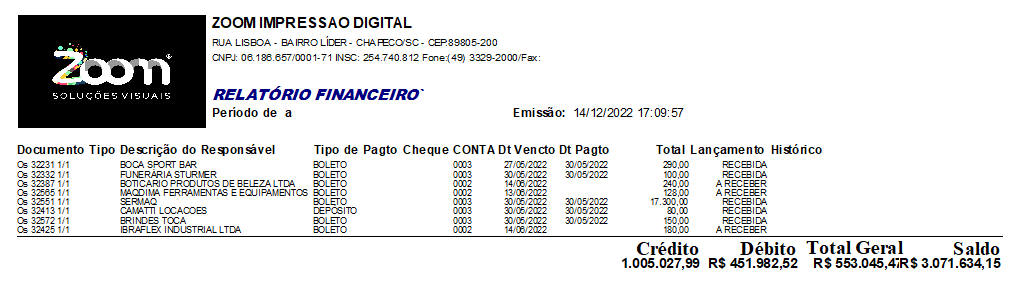 ZOOM IMPRESSAO DIGITAL
RUA LISBOA - BAIRRO LÍDER - CHAPECO/SC - CEP:89805-200
CNPJ: 06.186.657/0001-71 INSC: 254.740.812 Fone:(49) 3329-2000/Fax:
Zoom®
SOLUÇÕES VISUAIS
RELATÓRIO FINANCEIRO`
Período de a Emissão: 14/12/2022 17:09:57
Documento Tipo Descrição do Responsável Tipo de Pagto Cheque CONTA Dt Vencto Dt Pagto Total Lançamento Histórico
Os 32231 1/1 BOCA SPORT BAR BOLETO 0003 27/05/2022 30/05/2022 290,00 RECEBIDA
Os 32332 1/1 FUNERÁRIA STURMER BOLETO 0003 30/05/2022 30/05/2022 100,00 RECEBIDA
Os 32387 1/1 BOTICARIO PRODUTOS DE BELEZA LTDA BOLETO 0002 14/06/2022 240,00 A RECEBER
Os 32565 1/1 MAQDIMA FERRAMENTAS E EQUIPAMENTOS BOLETO 0002 13/06/2022 128,00 A RECEBER
Os 32551 1/1 SERMAQ BOLETO 0003 30/05/2022 30/05/2022 17.300,00 RECEBIDA
Os 32413 1/1 CAMATTI LOCACOES DEPOSITO 0003 30/05/2022 30/05/2022 80,00 RECEBIDA
Os 32572 1/1 BRINDES TOCA BOLETO 0003 30/05/2022 30/05/2022 150,00 RECEBIDA
Os 32425 1/1 IBRAFLEX INDUSTRIAL LTDA BOLETO 0002 14/06/2022 180,00 A RECEBER
Crédito Débito Total Geral Saldo
1.005.027,99 R$ 451.982,52 R$ 553.045,47 R$ 3.071.634,15